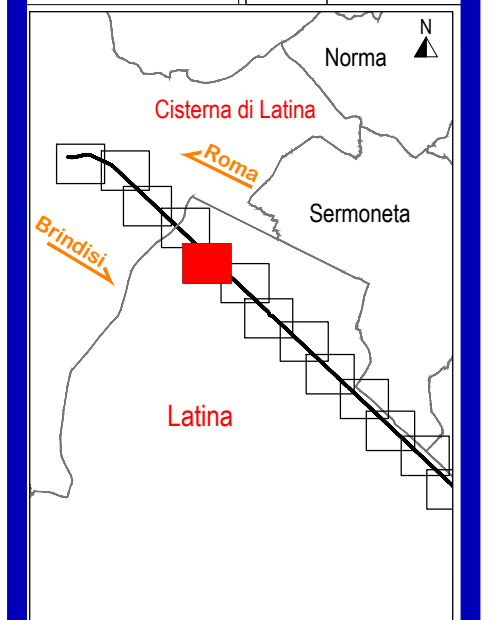 N
Norma
Cisterna di Latina
Roma
Sermoneta
Brindisi
Latina